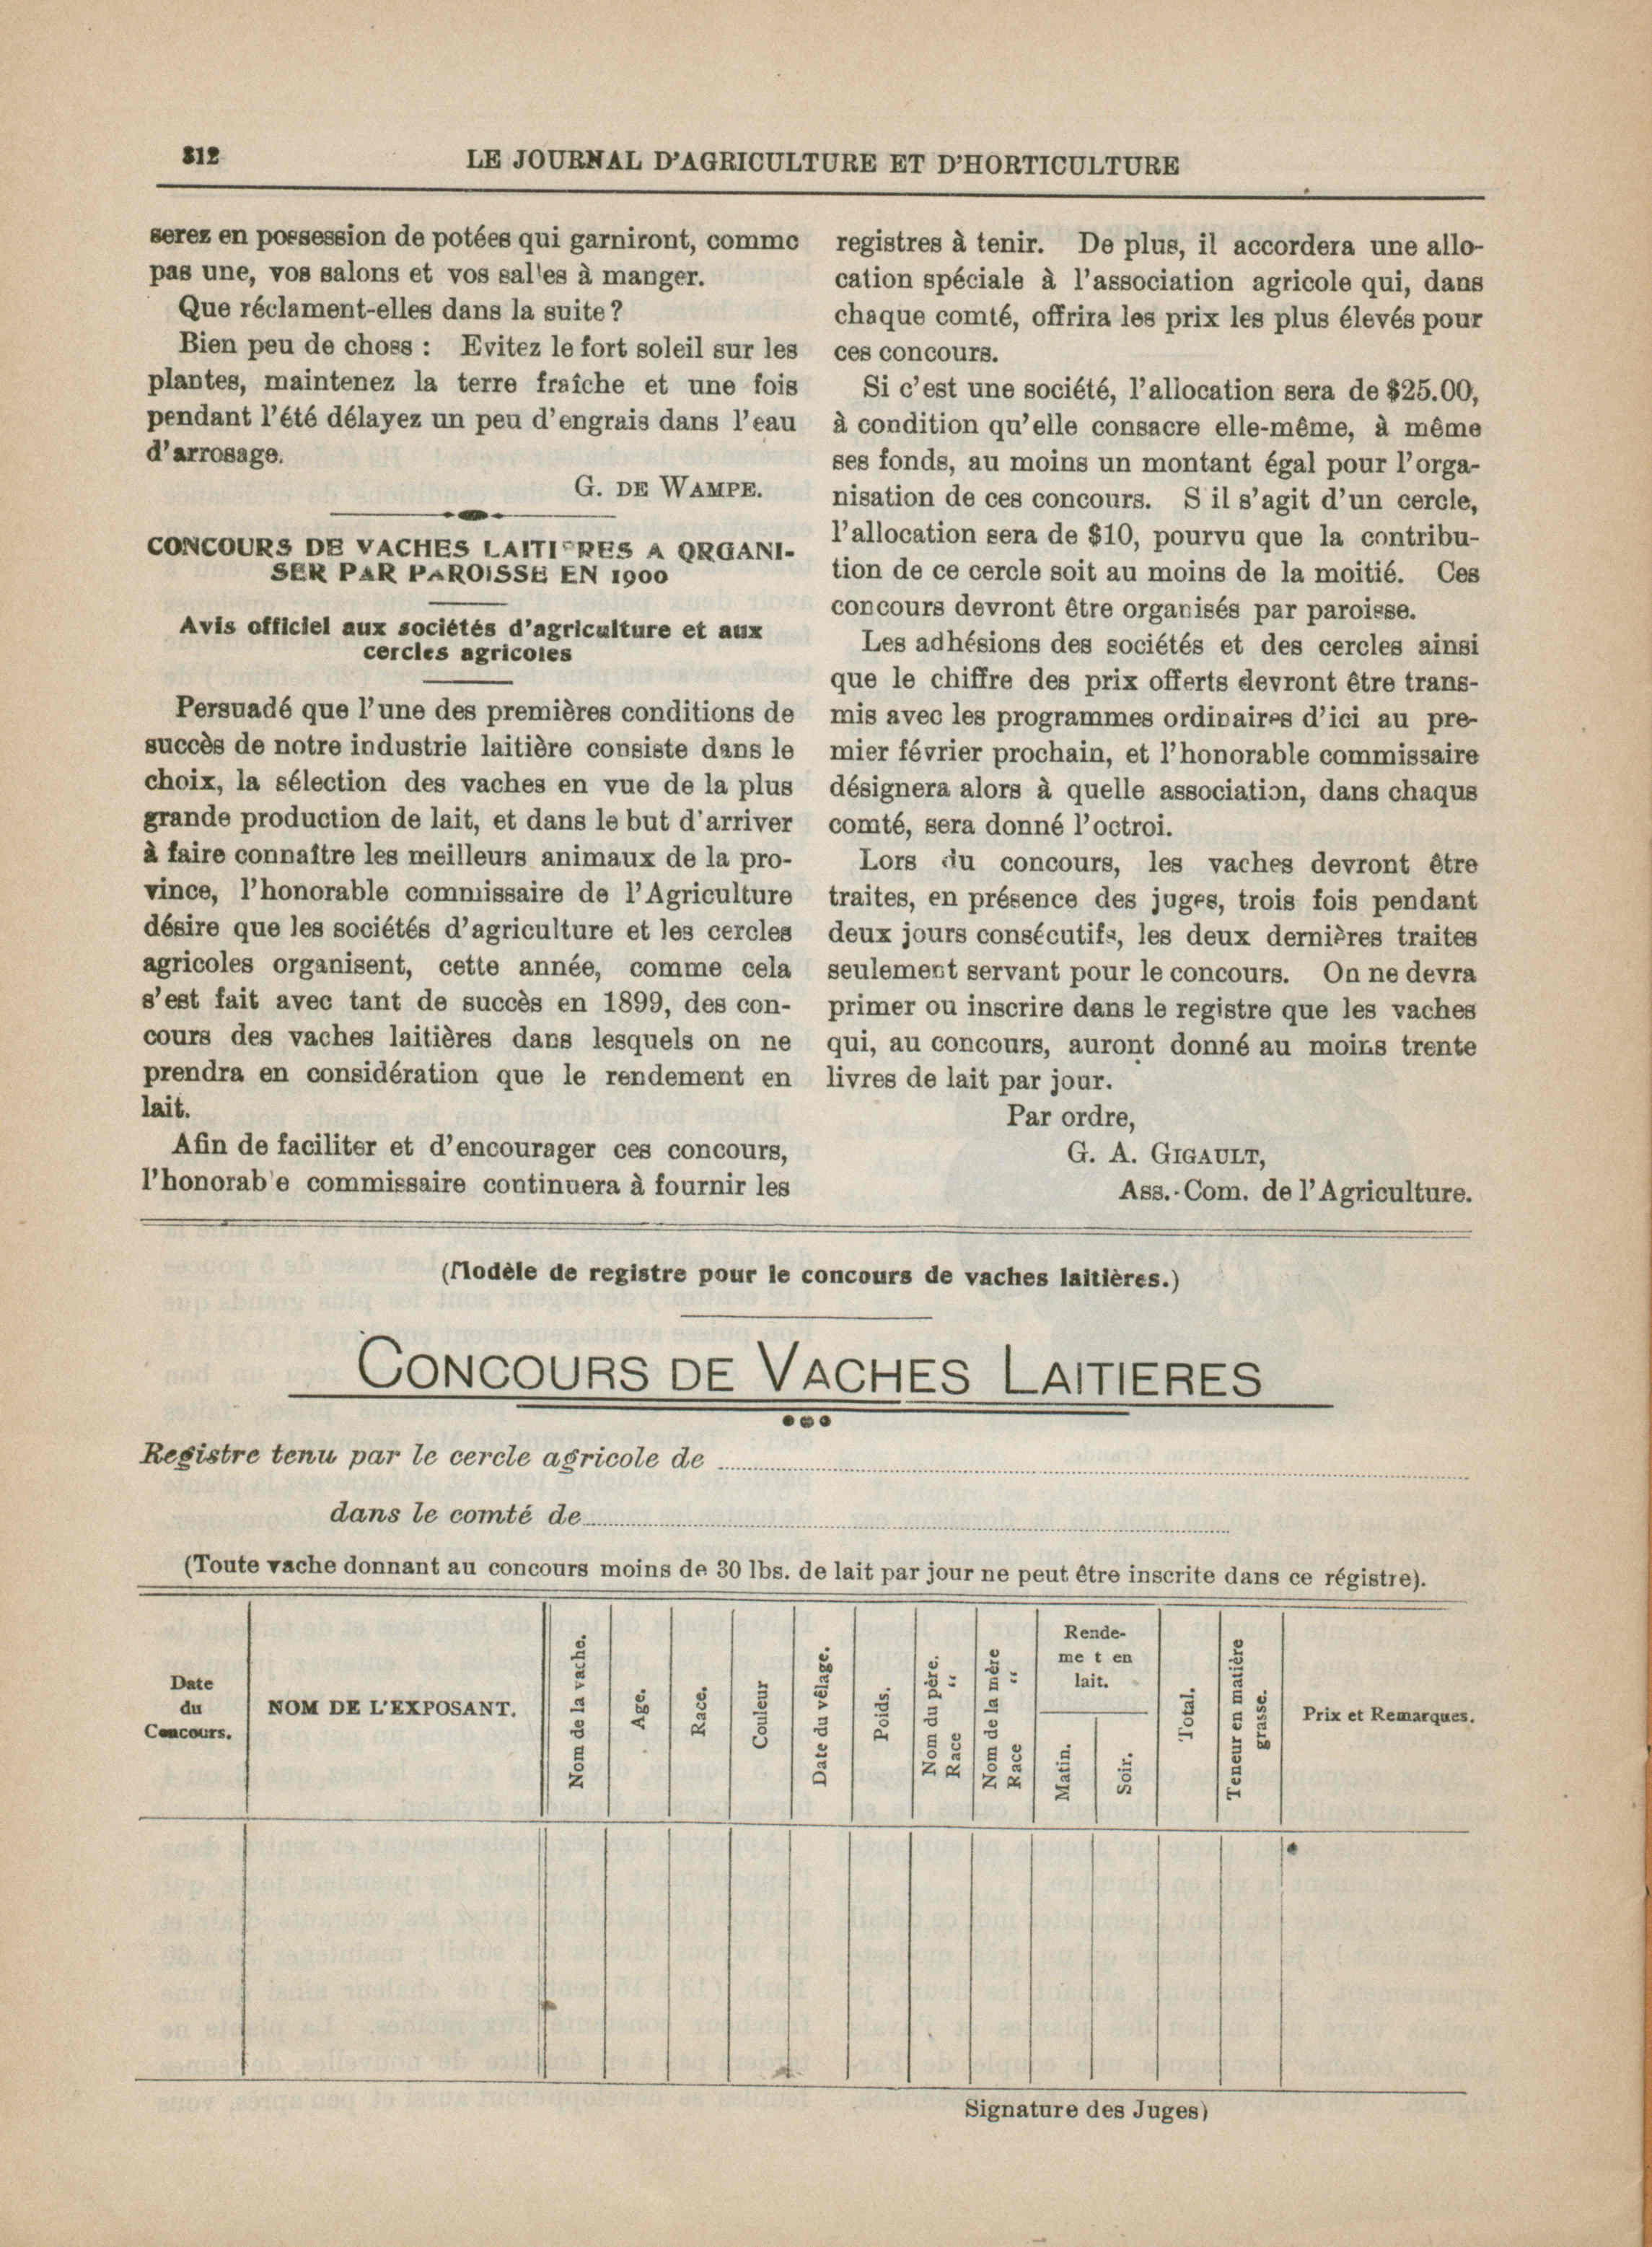 312
LE JOURNAL D'AGRICULTURE ET D'HORTICULTURE
serez en possession de potées qui garniront, comme
pas une, vos salons et vos sal'es à manger.
Que réclament-elles dans la suite ?
Bien peu de choss : Evitez le fort soleil sur les
plantes, maintenez la terre fraîche et une fois
pendant l'été délayez un peu d'engrais dans l'eau
d'arrosage.
G. DE WAMPE.
CONCOURS DE VACHES LAITIERES A ORGANI-
SER PAR PAROISSE EN 1900
Avis officiel aux sociétés d'agriculture et aux
cercles agricoles
Persuadé que l'une des premières conditions de
succès de notre industrie laitière consiste dans le
choix, la sélection des vaches en vue de la plus
grande production de lait, et dans le but d'arriver
à faire connaître les meilleurs animaux de la pro-
vince, l'honorable commissaire de l'Agriculture
désire que les sociétés d'agriculture et les cercles
agricoles organisent, cette année, comme cela
s'est fait avec tant de succès en 1899, des con-
cours des vaches laitières dans lesquels on ne
prendra en considération que le rendement en
lait.
Afin de faciliter et d'encourager ces concours,
l'honorab'e commissaire continuera à fournir les
registres à tenir. De plus, il accordera une allo-
cation spéciale à l'association agricole qui, dans
chaque comté, offrira les prix les plus élevés pour
ces concours.
Si c'est une société, l'allocation sera de $25.00,
à condition qu'elle consacre elle-même, à même
ses fonds, au moins un montant égal pour l'orga-
nisation de ces concours. S il s'agit d'un cercle,
l'allocation sera de $10, pourvu que la contribu-
tion de ce cercle soit au moins de la moitié. Ces
concours devront être organisés par paroisse.
Les adhésions des sociétés et des cercles ainsi
que le chiffre des prix offerts devront être trans-
mis avec les programmes ordinaires d'ici au pre-
mier février prochain, et l'honorable commissaire
désignera alors à quelle association, dans chaqus
comté, sera donné l'octroi.
Lors du concours, les vaches devront être
traites, en présence des juges, trois fois pendant
deux jours consécutifs, les deux dernières traites
seulement servant pour le concours. On ne devra
primer ou inscrire dans le registre que les vaches
qui, au concours, auront donné au moins trente
livres de lait par jour.
Par ordre,
G. A. GIGAULT,
Ass.-Com. de l'Agriculture.
(Modèle de registre pour le concours de vaches laitières.)
CONCOURS DE VACHES LAITIERES
Registre tenu par le cercle agricole de
dans le comté de
(Toute vache donnant au concours moins de 30 lbs. de lait par jour ne peut être inscrite dans ce régistre).
Date
du
Concours.
NOM DE L'EXPOSANT.
Nom de la vache.
Age.
Race.
Couleur
Date du vêlage.
Poids.
Nom du père.
Race "
Nom de la mère
Race "
Rende-
me t en
lait.
Matin.
Soir.
Total.
Teneur en matière
grasse.
Prix et Remarques.
Signature des Juges)